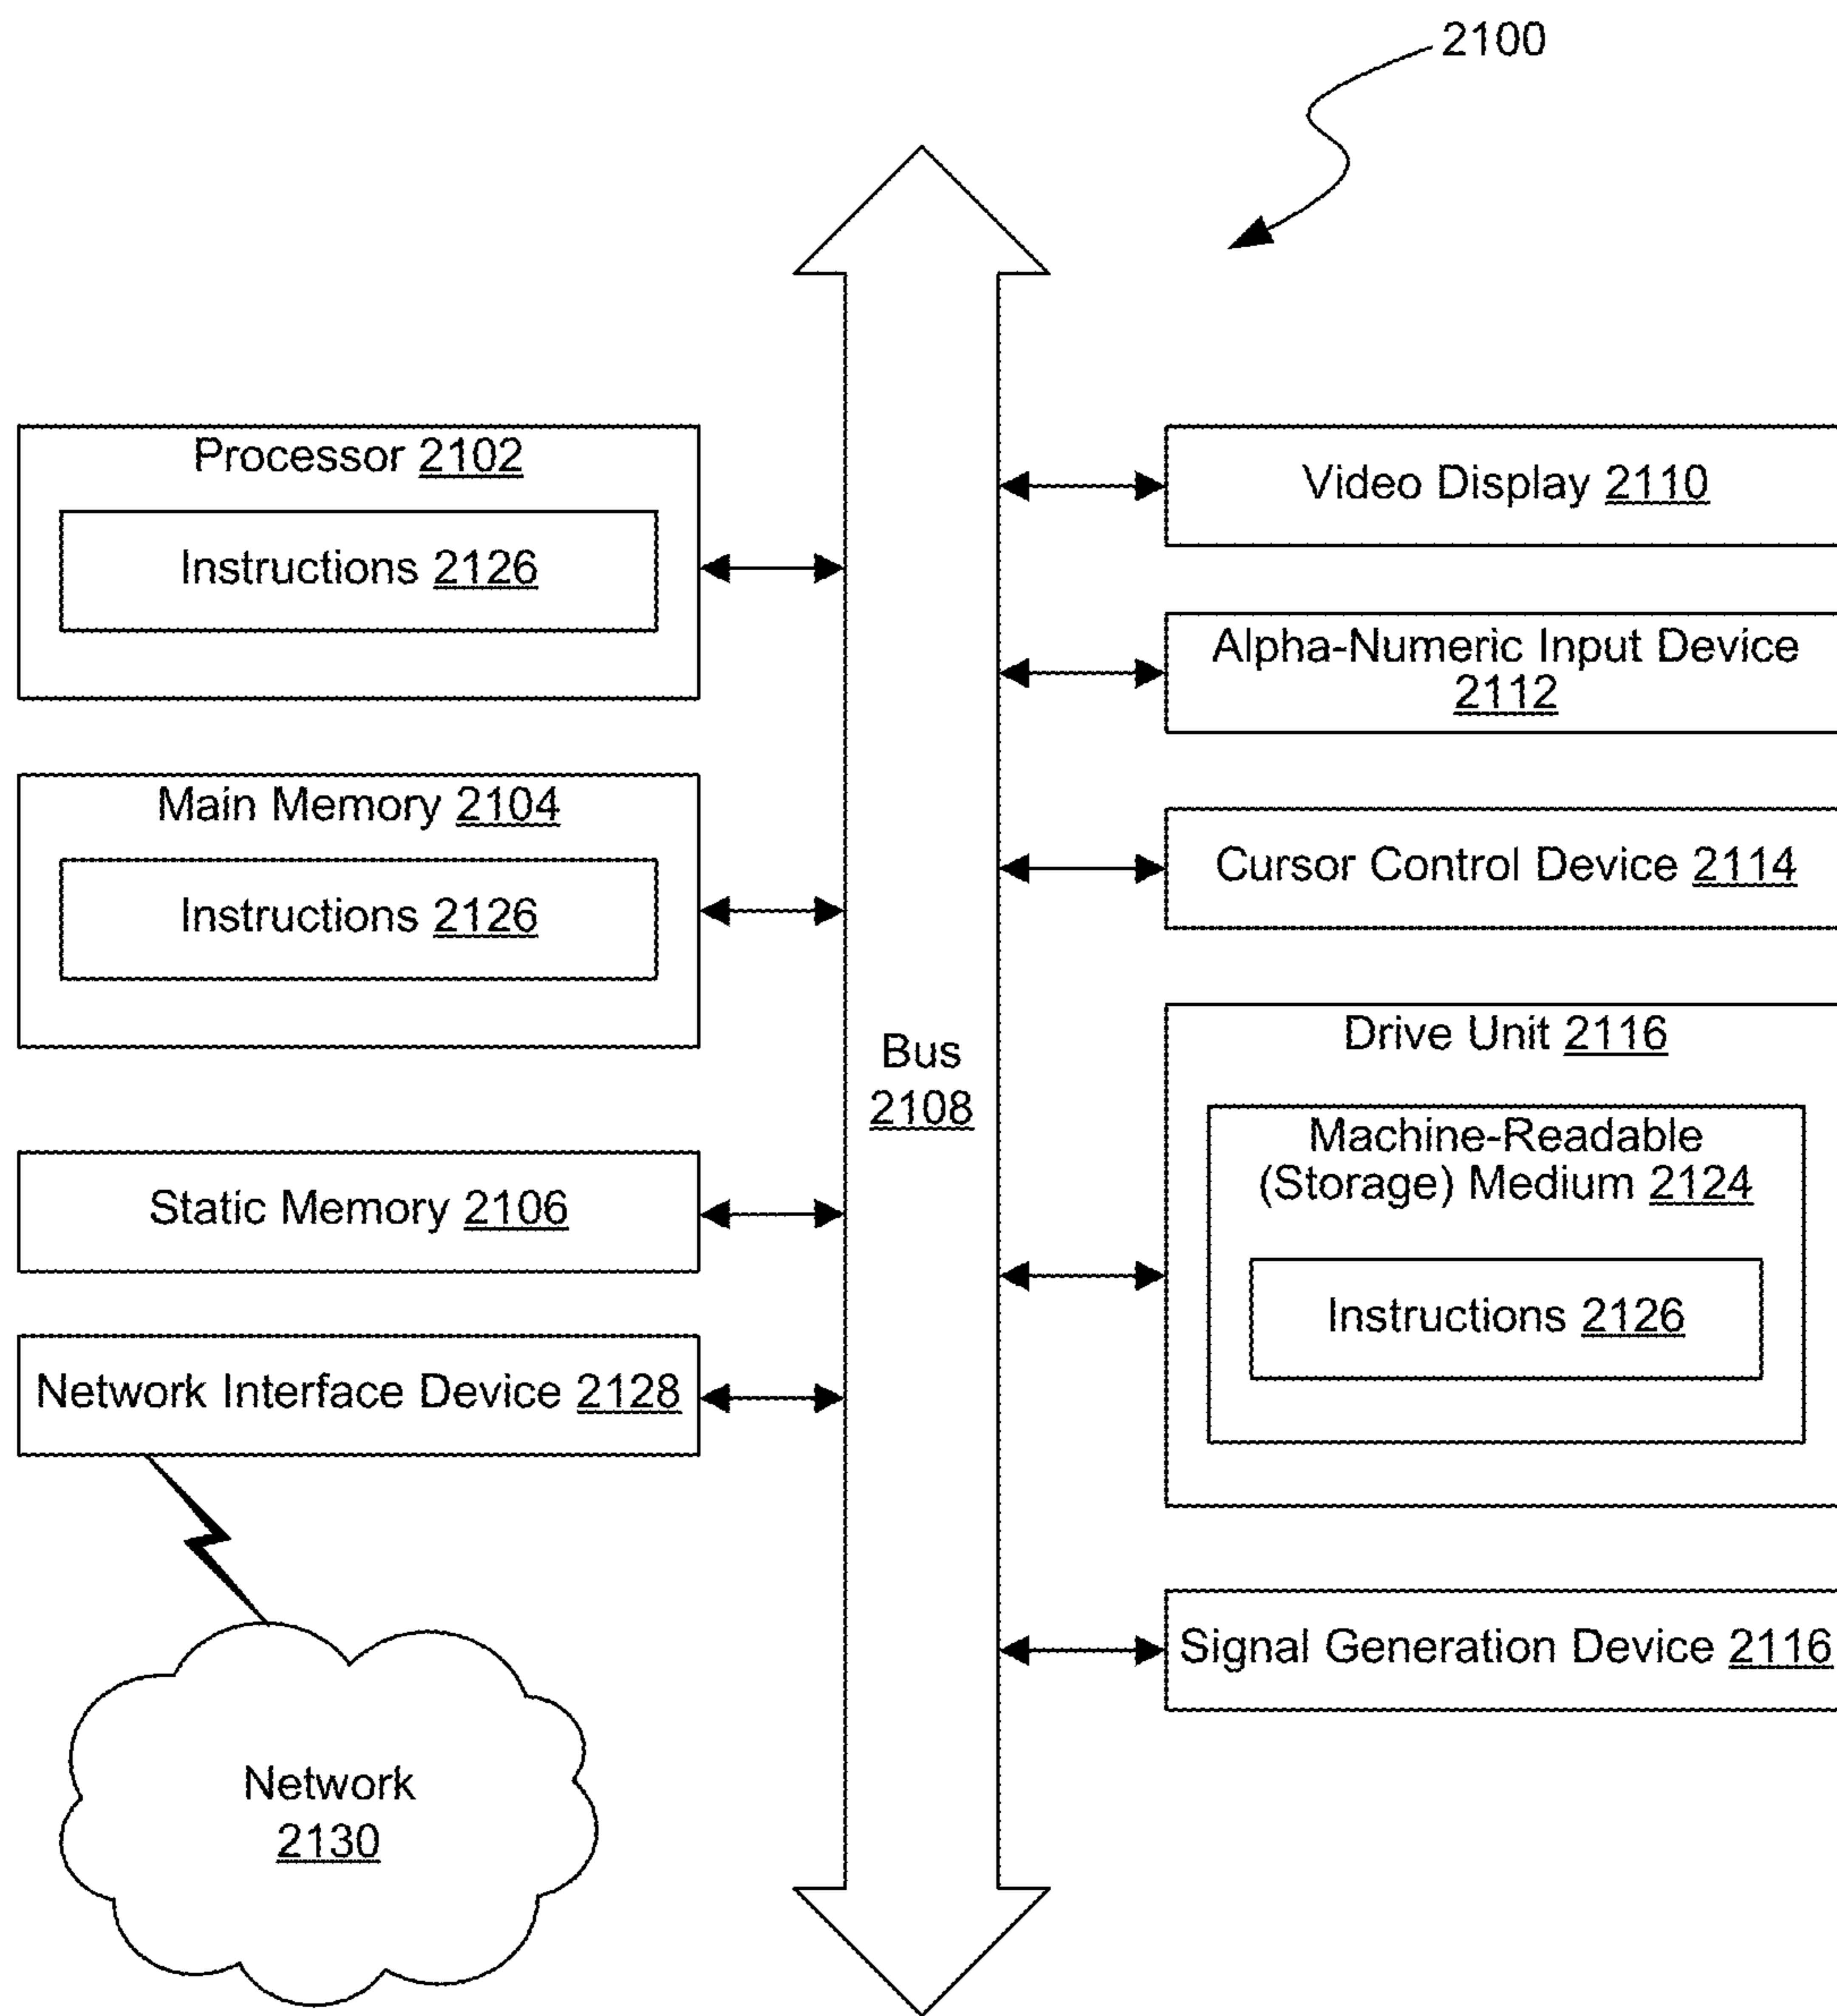 2100
Processor 2102
Instructions 2126
Main Memory 2104
Instructions 2126
Static Memory 2106
Network Interface Device 2128
Network
2130
Bus
2108
Video Display 2110
Alpha-Numeric Input Device
2112
Cursor Control Device 2114
Drive Unit 2116
Machine-Readable
(Storage) Medium 2124
Instructions 2126
Signal Generation Device 2116